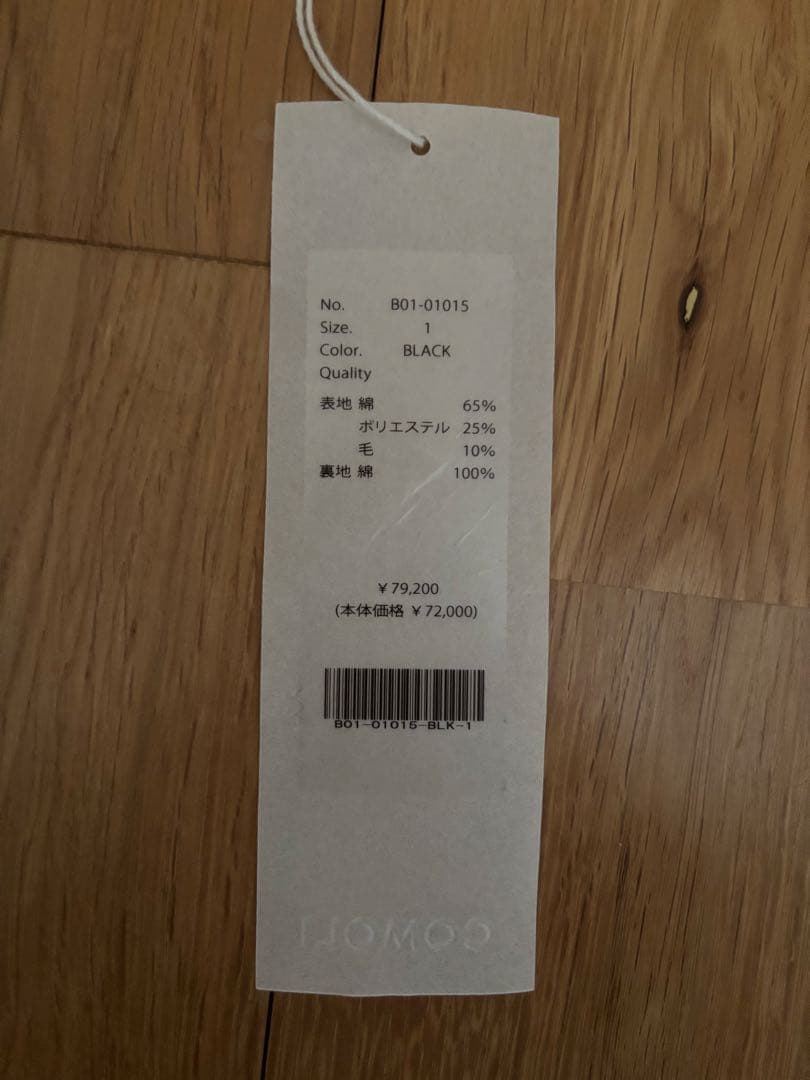 No. B01-01015
Size. 1
Color. BLACK
Quality
表地 綿 65%
ポリエステル 25%
毛 10%
裏地 綿 100%
¥79,200
(本体価格 ¥72,000)
B01-01015-BLK-1
COMOLI